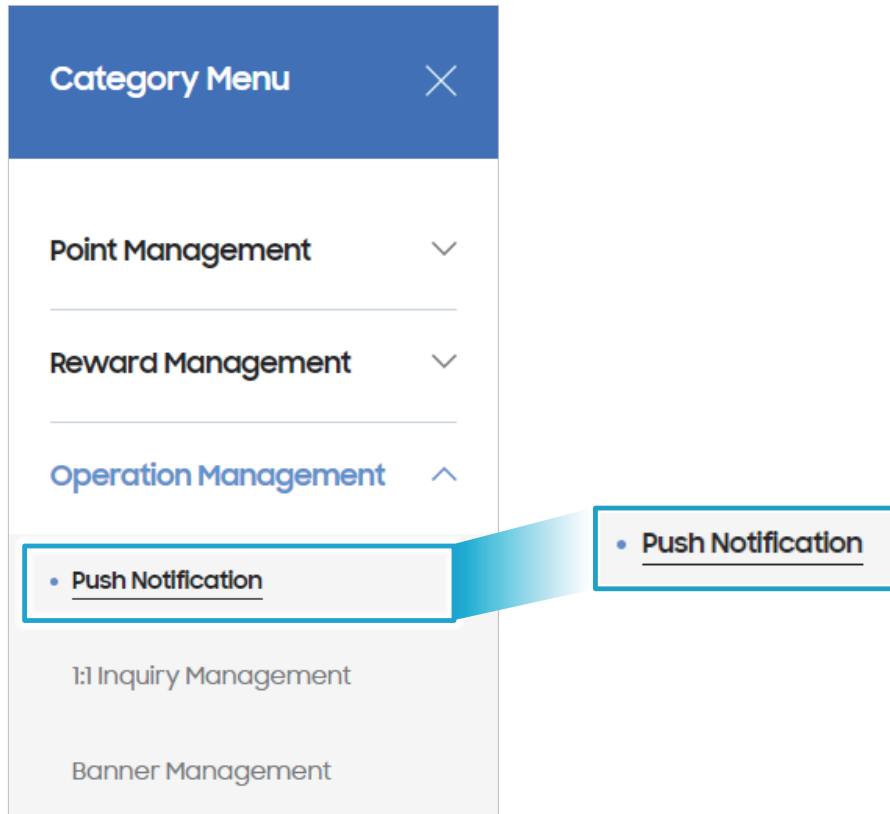 Category Menu
Point Management
Reward Management
Operation Management
Push Notification
Push Notification
1:1 Inquiry Management
Banner Management